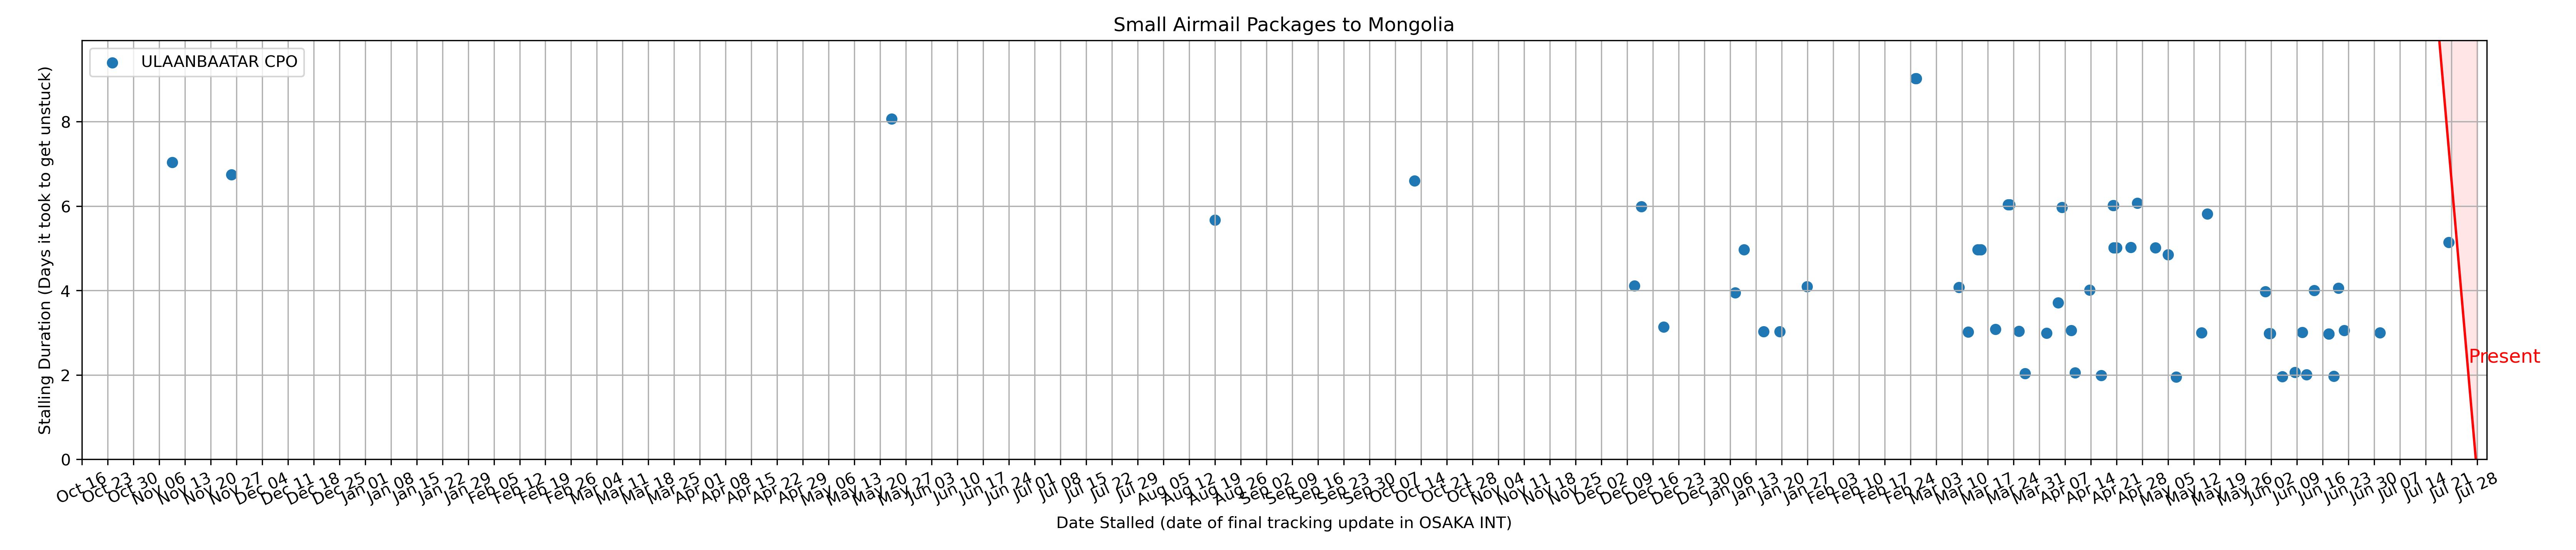 Small Airmail Packages to Mongolia
ULAANBAATAR CPO
Stalling Duration (Days it took to get unstuck)
8
6
4
2
0
Present
Oct 16 Oct 23 Oct 30 Nov 06 Nov 13 Nov 20 Nov 27 Dec 04 Dec 11 Dec 18 Dec 25 Jan 01 Jan 08 Jan 15 Jan 22 Jan 29 Feb 05 Feb 12 Feb 19 Feb 26 Mar 04 Mar 11 Mar 18 Mar 25 Apr 01 Apr 08 Apr 15 Apr 22 Apr 29 May 06 May 13 May 20 May 27 Jun 03 Jun 10 Jun 17 Jun 24 Jul 01 Jul 08 Jul 15 Jul 22 Jul 29 Aug 05 Aug 12 Aug 19 Aug 26 Sep 02 Sep 09 Sep 16 Sep 23 Sep 30 Oct 07 Oct 14 Oct 21 Oct 28 Nov 04 Nov 11 Nov 18 Nov 25 Dec 02 Dec 09 Dec 16 Dec 23 Dec 30 Jan 06 Jan 13 Jan 20 Jan 27 Feb 03 Feb 10 Feb 17 Feb 24 Mar 03 Mar 10 Mar 17 Mar 24 Mar 31 Apr 07 Apr 14 Apr 21 Apr 28 May 05 May 12 May 19 May 26 Jun 02 Jun 09 Jun 16 Jun 23 Jun 30 Jul 07 Jul 14 Jul 21 Jul 28
Date Stalled (date of final tracking update in OSAKA INT)